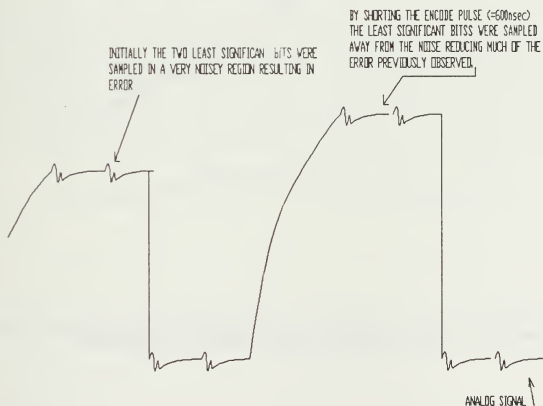 BY SHORTING THE ENCODE PULSE (=600nsec)
THE LEAST SIGNIFICANT BITSS WERE SAMPLED
AWAY FROM THE NOISE REDUCING MUCH OF THE
ERROR PREVIOUSLY OBSERVED.
INITIALLY THE TWO LEAST SIGNIFICAN BITS WERE
SAMPLED IN A VERY NOISEY REGION RESULTING IN
ERROR
ANALOG SIGNAL